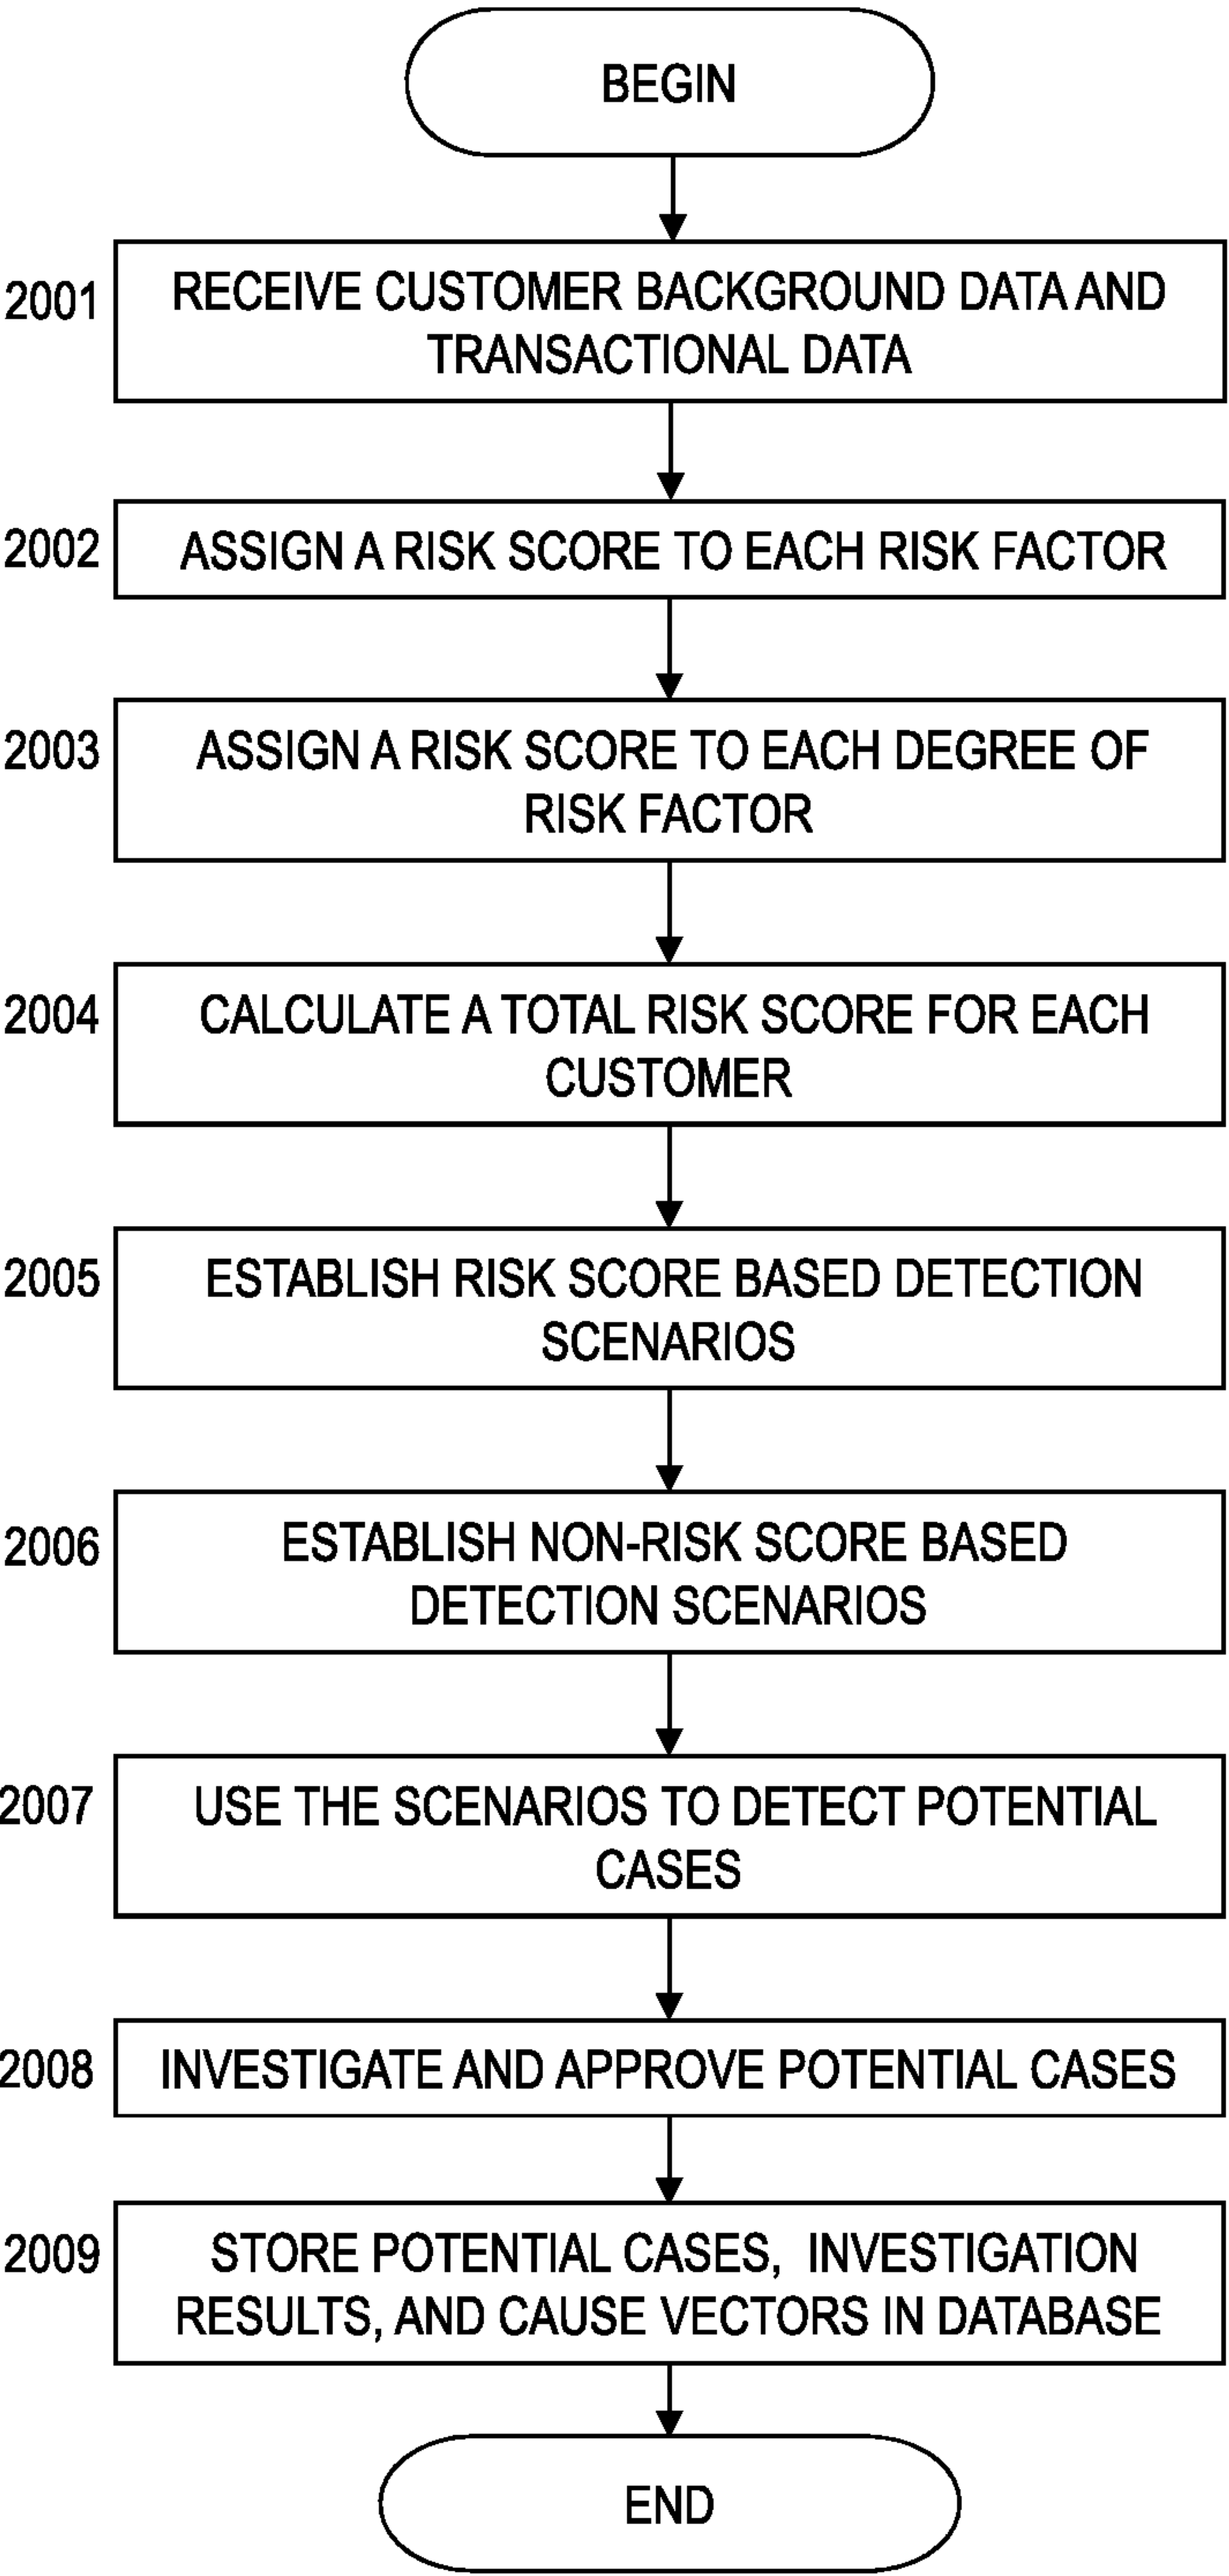 BEGIN
2001
RECEIVE CUSTOMER BACKGROUND DATA AND
TRANSACTIONAL DATA
2002
ASSIGN A RISK SCORE TO EACH RISK FACTOR
2003
ASSIGN A RISK SCORE TO EACH DEGREE OF
RISK FACTOR
2004
CALCULATE A TOTAL RISK SCORE FOR EACH
CUSTOMER
2005
ESTABLISH RISK SCORE BASED DETECTION
SCENARIOS
2006
ESTABLISH NON-RISK SCORE BASED
DETECTION SCENARIOS
2007
USE THE SCENARIOS TO DETECT POTENTIAL
CASES
2008
INVESTIGATE AND APPROVE POTENTIAL CASES
2009
STORE POTENTIAL CASES, INVESTIGATION
RESULTS, AND CAUSE VECTORS IN DATABASE
END